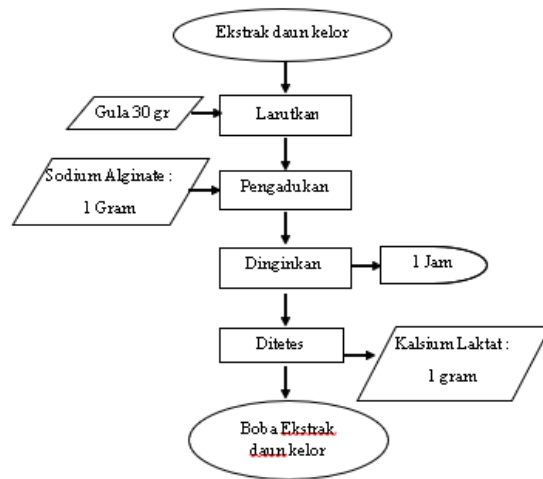 Ekstrak daun kelor
Gula 30 gr
Larutkan
Sodium Alginate :
1 Gram
Pengadukan
Dinginkan
1 Jam
Ditetes
Kalsium Laktat :
1 gram
Boba Ekstrak
daun kelor